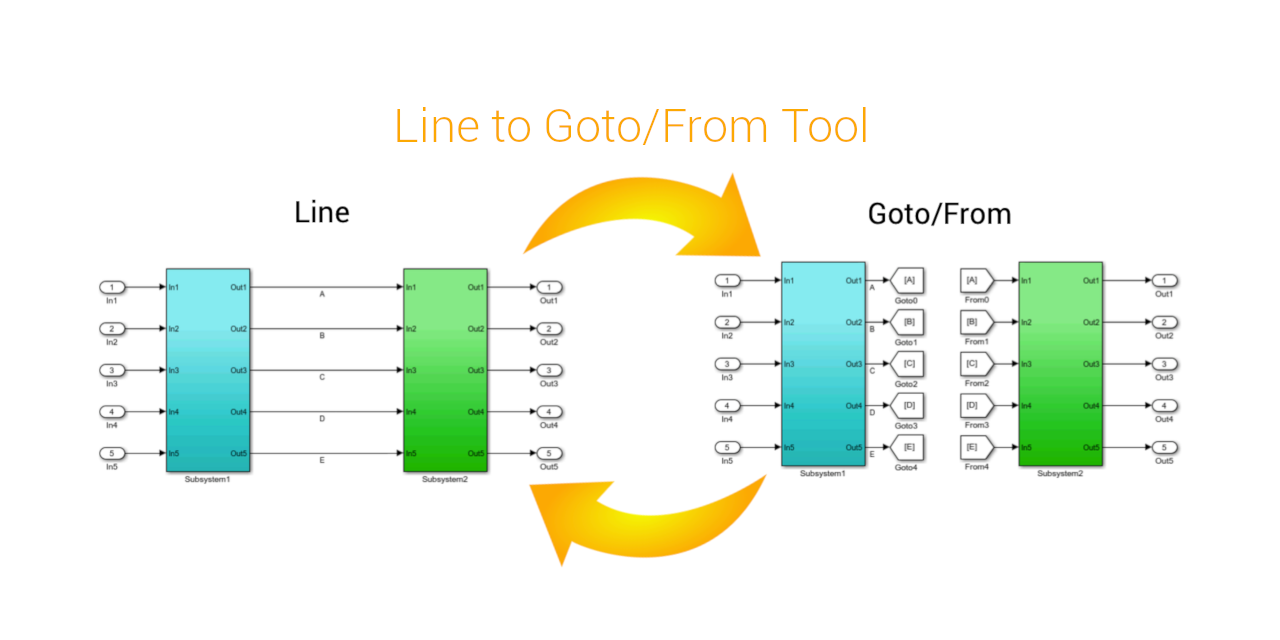 Line to Goto/From Tool
Line
Goto/From
1 In1 Out1 A In1 Out1 1
In1 Out1
2 In2 Out2 B In2 Out2 2
In2 Out2
3 In3 Out3 C In3 Out3 3
In3 Out3
4 In4 Out4 D In4 Out4 4
In4 Out4
5 In5 Out5 E In5 Out5 5
In5 Out5
Subsystem1 Subsystem2
1 In1 Out1 A [A] [A] In1 Out1 1
In1 Goto0 From0 Out1
2 In2 Out2 B [B] [B] In2 Out2 2
In2 Goto1 From1 Out2
3 In3 Out3 C [C] [C] In3 Out3 3
In3 Goto2 From2 Out3
4 In4 Out4 D [D] [D] In4 Out4 4
In4 Goto3 From3 Out4
5 In5 Out5 E [E] [E] In5 Out5 5
In5 Goto4 From4 Out5
Subsystem1 Subsystem2